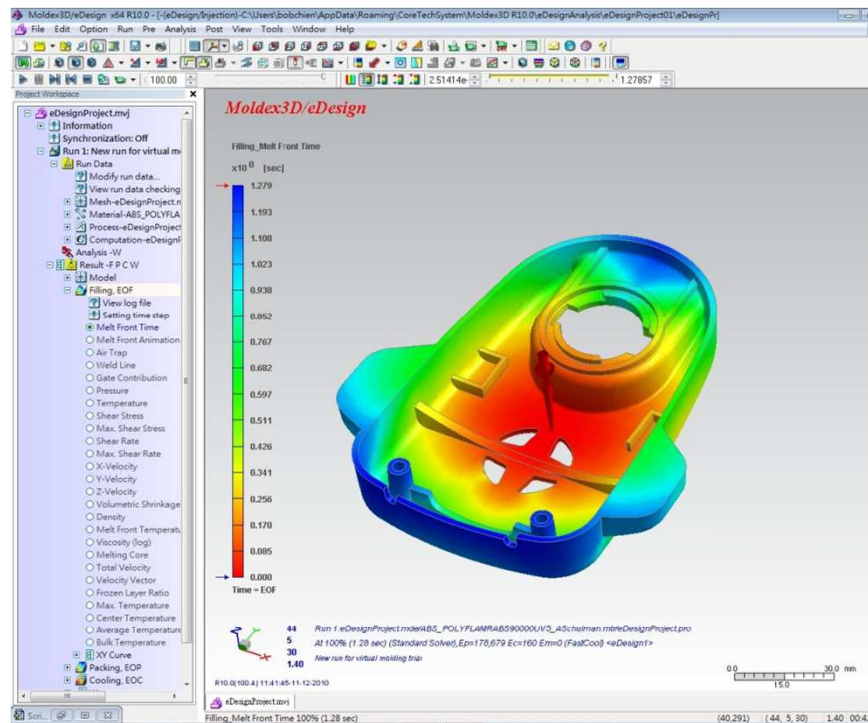 Moldex3D/eDesign x64 R10.0 - [-(eDesign/Injection)-C:\Users\bobchien\AppData\Roaming\CoreTechSystem\Moldex3D R10.0\eDesignAnalysis\eDesignProject01\eDesignPr]
File Edit Option Run Pre Analysis Post View Tools Window Help
100.00
2.51414e
1.27857
Project Workspace
eDesignProject.mvj
Information
Synchronization: Off
Run 1: New run for virtual m
Run Data
Modify run data...
View run data checking
Mesh-eDesignProject.m
Material-ABS_POLYFLAM
Process-eDesignProject
Computation-eDesignP
Analysis -W
Result -F P C W
Model
Filling, EOF
View log file
Setting time step
Melt Front Time
Melt Front Animation
Air Trap
Weld Line
Gate Contribution
Pressure
Temperature
Shear Stress
Max. Shear Stress
Shear Rate
Max. Shear Rate
X-Velocity
Y-Velocity
Z-Velocity
Volumetric Shrinkage
Density
Melt Front Temperatu
Viscosity (log)
Melting Core
Total Velocity
Velocity Vector
Frozen Layer Ratio
Max. Temperature
Center Temperature
Average Temperature
Bulk Temperature
XY Curve
Packing, EOP
Cooling, EOC
Scri...
Moldex3D/eDesign
Filling_Melt Front Time
x10 0 [sec]
1.279
1.193
1.108
1.023
0.938
0.852
0.767
0.682
0.597
0.511
0.426
0.341
0.256
0.170
0.085
0.000
Time = EOF
44
5
30
1.40
Run 1:eDesignProject.mde/ABS_POLYFLAMRABS90000UV5_ASchulman.mtr/eDesignProject.pro
At 100% (1.28 sec) (Standard Solver),Ep=178,679 Ec=160 Em=0 (FastCool) <eDesign1>
New run for virtual molding trial
R10.0(100.4) 11:41:45-11-12-2010
0.0 30.0 mm
15.0
eDesignProject.mvj
Filling_Melt Front Time 100% (1.28 sec)
(40,291) (44, 5, 30) 1.40